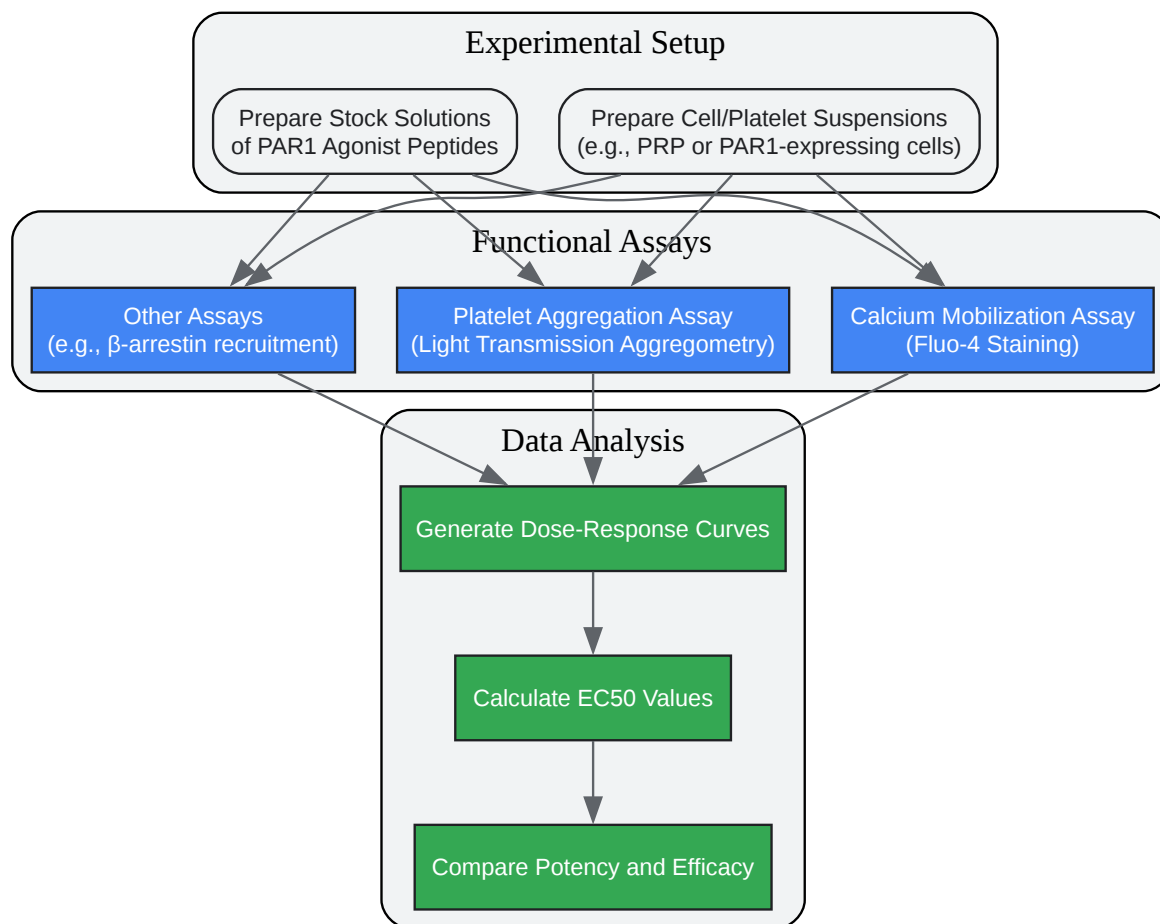 Experimental Setup
Prepare Stock Solutions
of PAR1 Agonist Peptides
Prepare Cell/Platelet Suspensions
(e.g., PRP or PAR1-expressing cells)
Functional Assays
Other Assays
(e.g., β-arrestin recruitment)
Platelet Aggregation Assay
(Light Transmission Aggregometry)
Calcium Mobilization Assay
(Fluo-4 Staining)
Data Analysis
Generate Dose-Response Curves
Calculate EC50 Values
Compare Potency and Efficacy